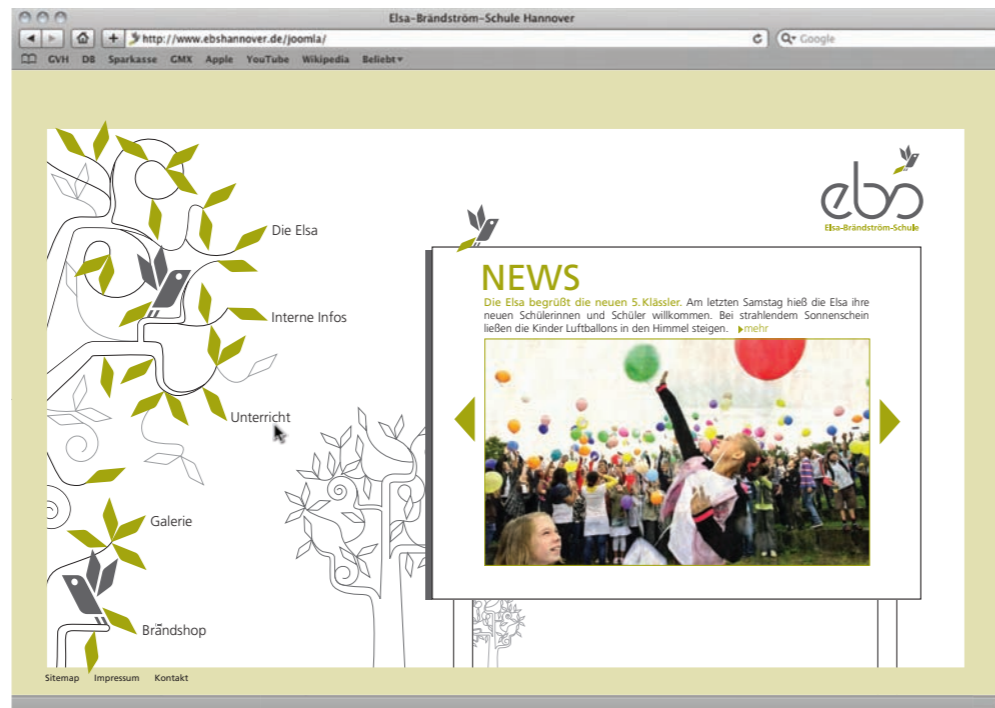 Elsa-Brändström-Schule Hannover
http://www.ebshannover.de/joomla/
Google
GVH DB Sparkasse GMX Apple YouTube Wikipedia Beliebt
ebs
Elsa-Brändström-Schule
Die Elsa
Interne Infos
Unterricht
Galerie
Brändshop
NEWS
Die Elsa begrüßt die neuen 5.Klässler. Am letzten Samstag hieß die Elsa ihre
neuen Schülerinnen und Schüler willkommen. Bei strahlendem Sonnenschein
ließen die Kinder Luftballons in den Himmel steigen. mehr
Sitemap Impressum Kontakt